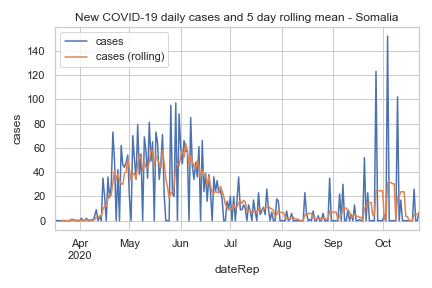 New COVID-19 daily cases and 5 day rolling mean - Somalia
cases
cases (rolling)
140
120
100
80
60
40
20
0
cases
Apr May Jun Jul Aug Sep Oct
2020
dateRep